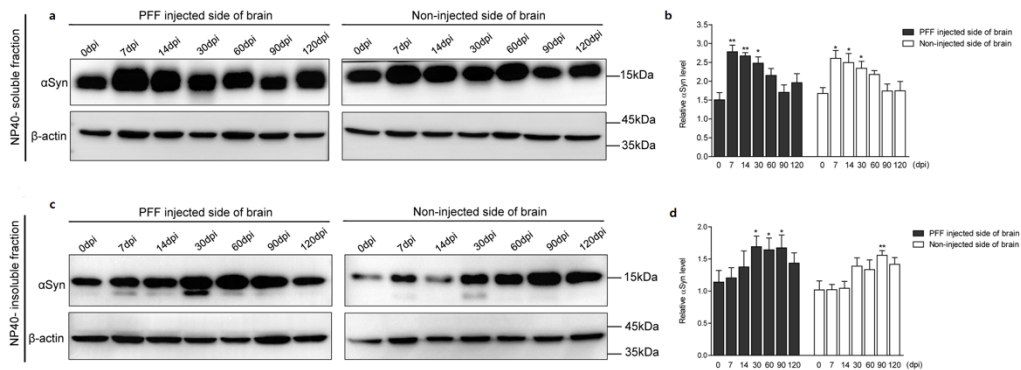 a
PFF injected side of brain
Non-injected side of brain
0dpi 7dpi 14dpi 30dpi 60dpi 90dpi 120dpi
0dpi 7dpi 14dpi 30dpi 60dpi 90dpi 120dpi
NP40- soluble fraction
αSyn
15kDa
β-actin
45kDa
35kDa
b
PFF injected side of brain
Non-injected side of brain
Relative αSyn level
3.5
3.0
2.5
2.0
1.5
1.0
0.5
0.0
** ** * * * *
0 7 14 30 60 90 120 0 7 14 30 60 90 120 (dpi)
c
PFF injected side of brain
Non-injected side of brain
0dpi 7dpi 14dpi 30dpi 60dpi 90dpi 120dpi
0dpi 7dpi 14dpi 30dpi 60dpi 90dpi 120dpi
NP40- insoluble fraction
αSyn
15kDa
β-actin
45kDa
35kDa
d
PFF injected side of brain
Non-injected side of brain
Relative αSyn level
2.0
1.5
1.0
0.5
0.0
* * * **
0 7 14 30 60 90 120 0 7 14 30 60 90 120 (dpi)